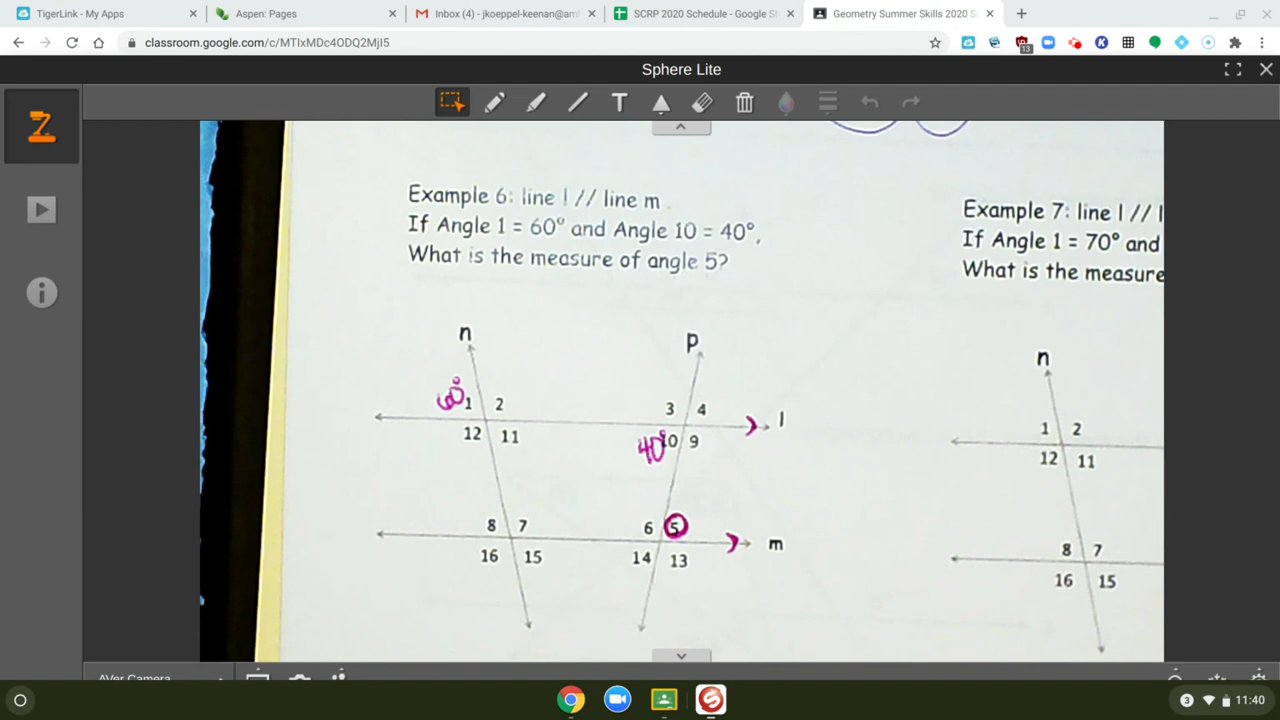 TigerLink - My Apps
Aspen: Pages
Inbox (4) - jkoeppel-keenan@aml
SCRP 2020 Schedule - Google Sh
Geometry Summer Skills 2020 S
classroom.google.com/c/MTIxMDc4ODQ2MjI5
13
Sphere Lite
Example 6: line l // line m
If Angle 1 = 60° and Angle 10 = 40°,
What is the measure of angle 5?
n
p
60° 1 2
3 4
l
12 11
40° 10 9
8 7
6 5
m
16 15
14 13
Example 7: line l // l
If Angle 1 = 70° and
What is the measure
n
1 2
12 11
8 7
16 15
AVer Camera
3
11:40